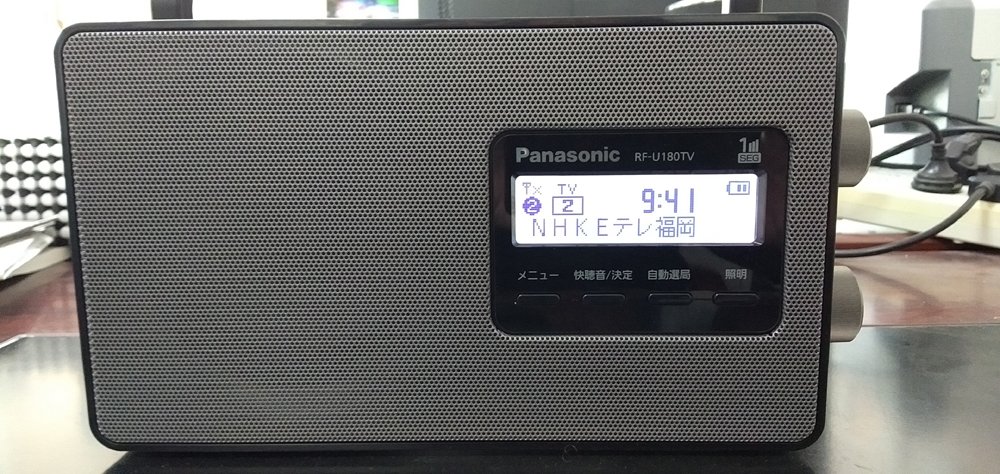 Panasonic RF-U180TV 1 SEG
TV 9:41
2 2
NHKEテレ福岡
メニュー 快聴音/決定 自動選局 照明